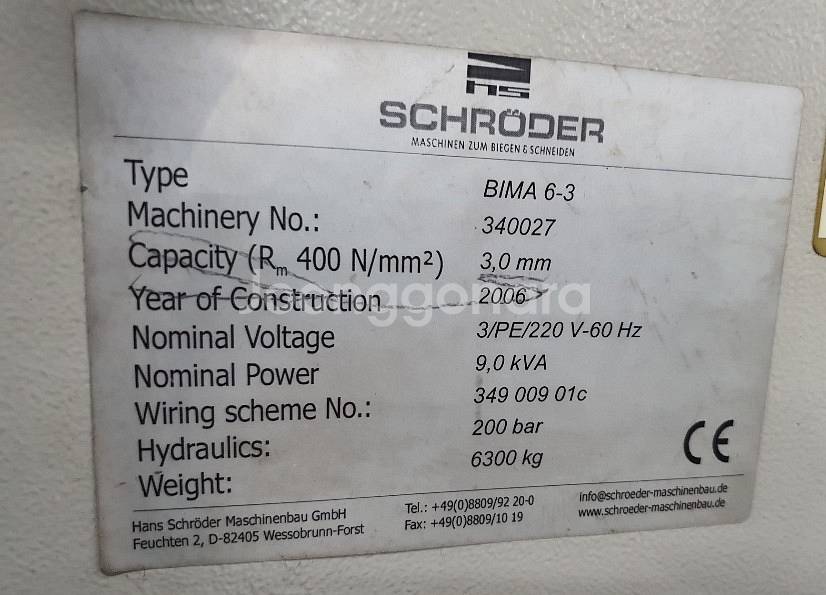 hs
SCHRÖDER
MASCHINEN ZUM BIEGEN & SCHNEIDEN
Type BIMA 6-3
Machinery No.: 340027
Capacity (Rm 400 N/mm²) 3,0 mm
Year of Construction 2006
Nominal Voltage 3/PE/220 V-60 Hz
Nominal Power 9,0 kVA
Wiring scheme No.: 349 009 01c
Hydraulics: 200 bar
Weight: 6300 kg
CE
Hans Schröder Maschinenbau GmbH Tel.: +49(0)8809/92 20-0 info@schroeder-maschinenbau.de
Feuchten 2, D-82405 Wessobrunn-Forst Fax: +49(0)8809/10 19 www.schroeder-maschinenbau.de